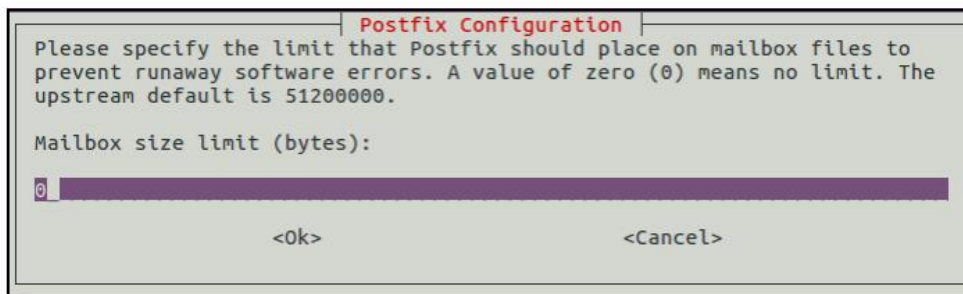 Postfix Configuration
Please specify the limit that Postfix should place on mailbox files to
prevent runaway software errors. A value of zero (0) means no limit. The
upstream default is 51200000.
Mailbox size limit (bytes):
0
<Ok> <Cancel>